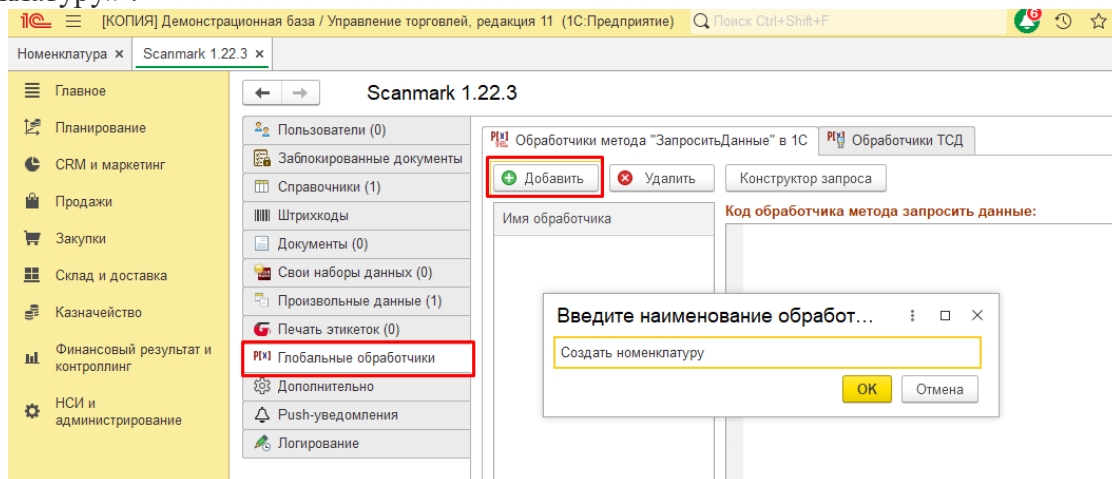 клатуру» .
1С [КОПИЯ] Демонстрационная база / Управление торговлей, редакция 11 (1С:Предприятие) Поиск Ctrl+Shift+F 6
Номенклатура × Scanmark 1.22.3 ×
Главное
Планирование
CRM и маркетинг
Продажи
Закупки
Склад и доставка
Казначейство
Финансовый результат и
контроллинг
НСИ и
администрирование
Scanmark 1.22.3
Пользователи (0)
Заблокированные документы
Справочники (1)
Штрихкоды
Документы (0)
Свои наборы данных (0)
Произвольные данные (1)
Печать этикеток (0)
P[X] Глобальные обработчики
Дополнительно
Push-уведомления
Логирование
Обработчики метода "ЗапроситьДанные" в 1С
Обработчики ТСД
Добавить
Удалить
Конструктор запроса
Имя обработчика
Код обработчика метода запросить данные:
Введите наименование обработ...
Создать номенклатуру
ОК
Отмена